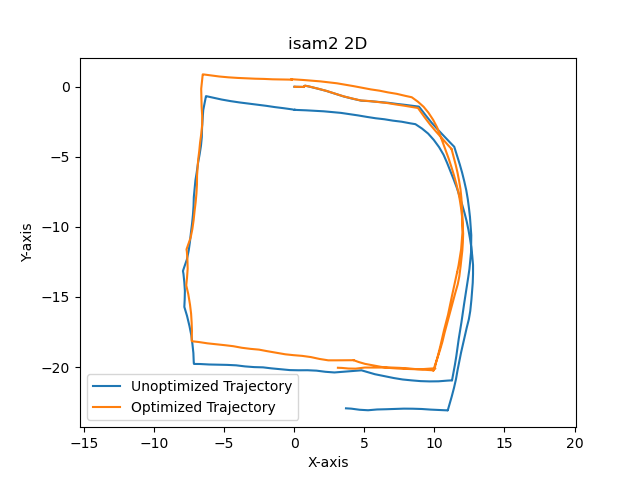 isam2 2D
Y-axis
0
−5
−10
−15
−20
Unoptimized Trajectory
Optimized Trajectory
−15
−10
−5
0
5
10
15
20
X-axis